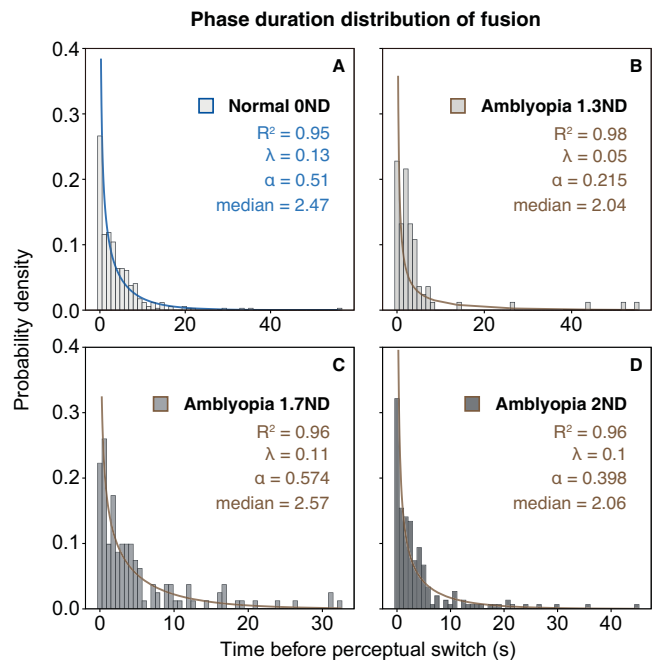 Phase duration distribution of fusion
Probability density
A
Normal 0ND
R² = 0.95
λ = 0.13
α = 0.51
median = 2.47
0.4
0.3
0.2
0.1
0.0
0 20 40
B
Amblyopia 1.3ND
R² = 0.98
λ = 0.05
α = 0.215
median = 2.04
0 20 40
C
Amblyopia 1.7ND
R² = 0.96
λ = 0.11
α = 0.574
median = 2.57
0.4
0.3
0.2
0.1
0.0
0 10 20 30
D
Amblyopia 2ND
R² = 0.96
λ = 0.1
α = 0.398
median = 2.06
0 10 20 30 40
Time before perceptual switch (s)